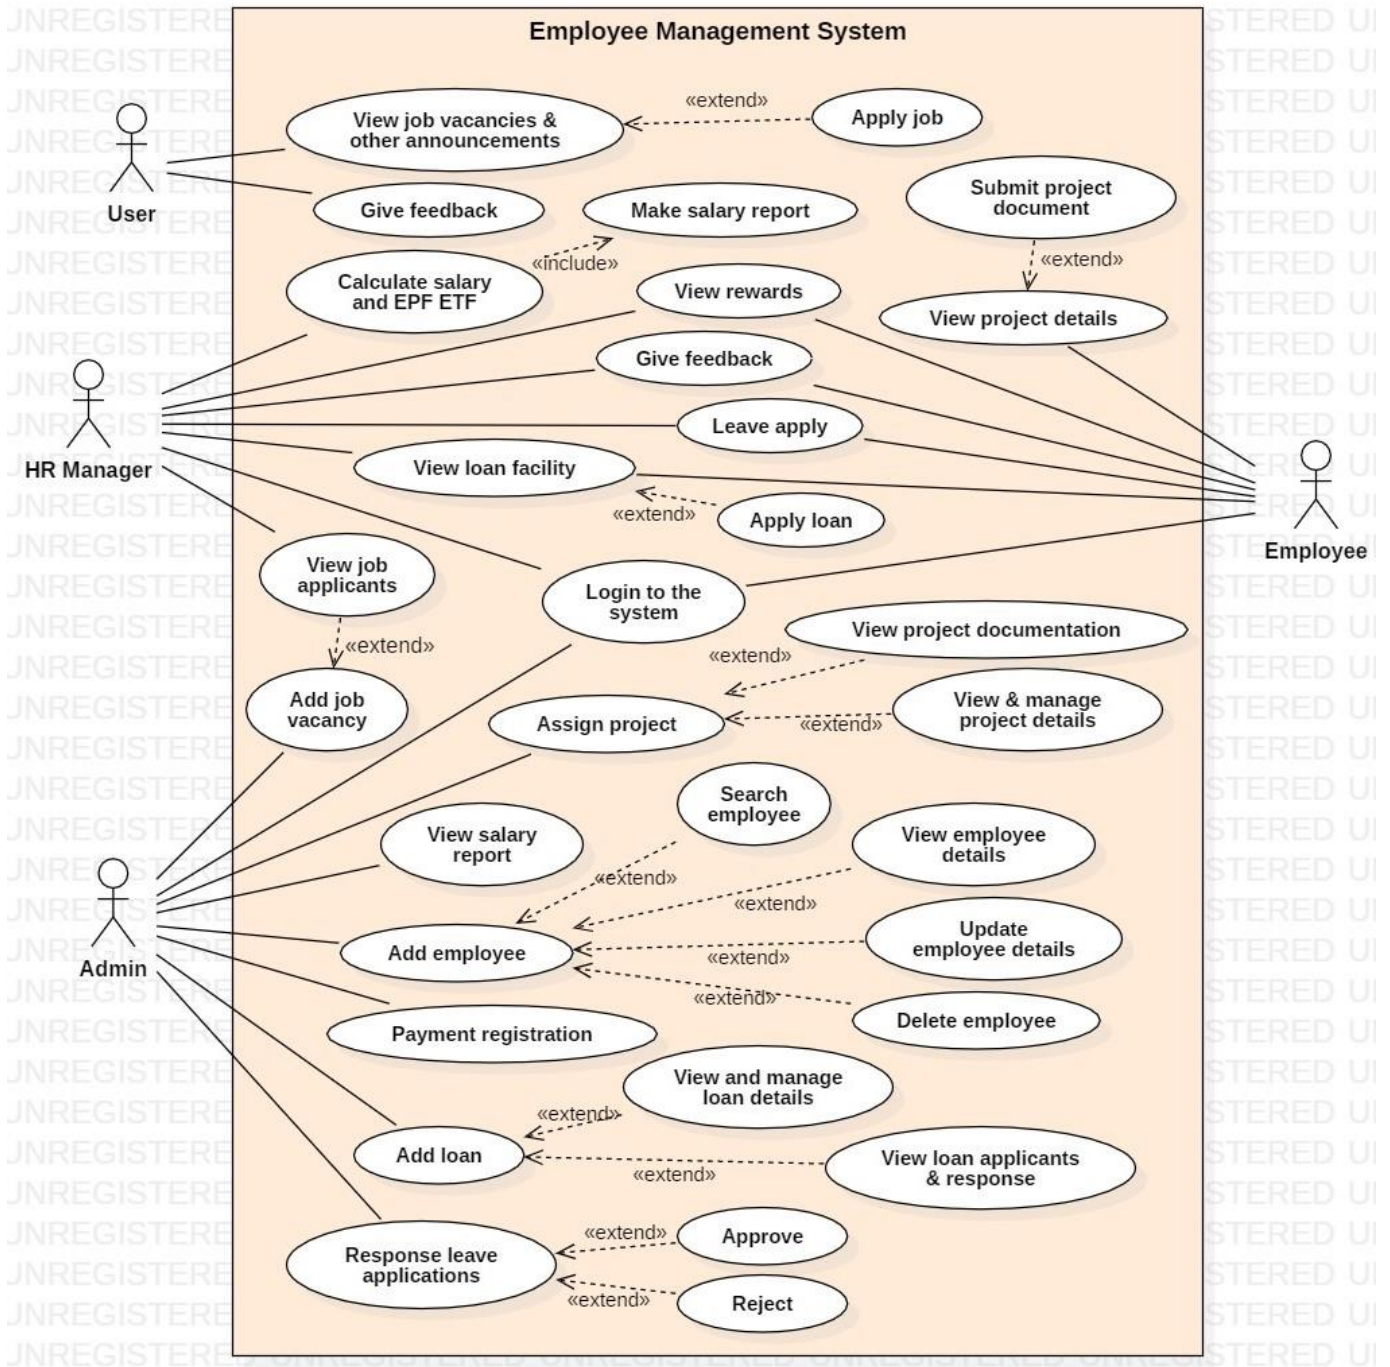 Employee Management System
View job vacancies &
other announcements
«extend»
Apply job
User
Give feedback
Make salary report
Submit project
document
«include»
«extend»
Calculate salary
and EPF ETF
View rewards
View project details
Give feedback
HR Manager
Leave apply
View loan facility
«extend»
Apply loan
Employee
View job
applicants
Login to the
system
«extend»
View project documentation
«extend»
Add job
vacancy
Assign project
«extend»
View & manage
project details
Search
employee
View salary
report
View employee
details
«extend»
«extend»
Admin
Add employee
Update
employee details
«extend»
«extend»
Delete employee
Payment registration
View and manage
loan details
«extend»
Add loan
View loan applicants
& response
«extend»
Response leave
applications
«extend»
Approve
«extend»
Reject
UNREGISTERED